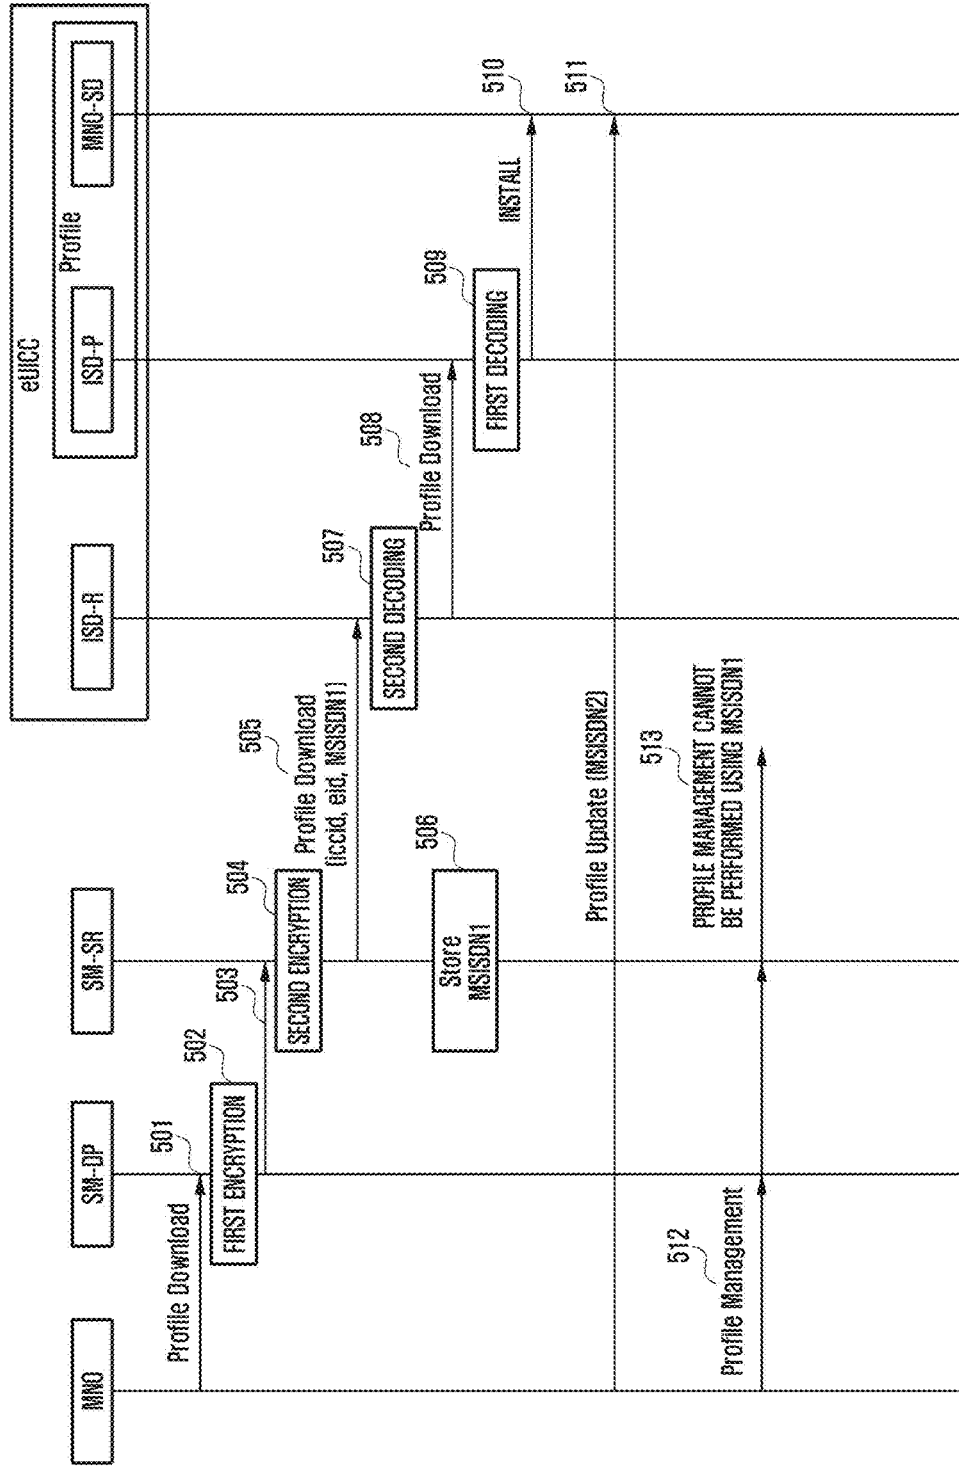 eUICC
Profile
MNO
SM-DP
SM-SR
ISD-R
ISD-P
MNO-SD
Profile Download
501
FIRST ENCRYPTION
502
503
SECOND ENCRYPTION
504
Profile Download
(iccid, eid, MSISDN1)
505
Store
MSISDN1
506
SECOND DECODING
507
Profile Download
508
FIRST DECODING
509
INSTALL
510
Profile Update (MSISDN2)
511
Profile Management
512
PROFILE MANAGEMENT CANNOT
BE PERFORMED USING MSISDN1
513